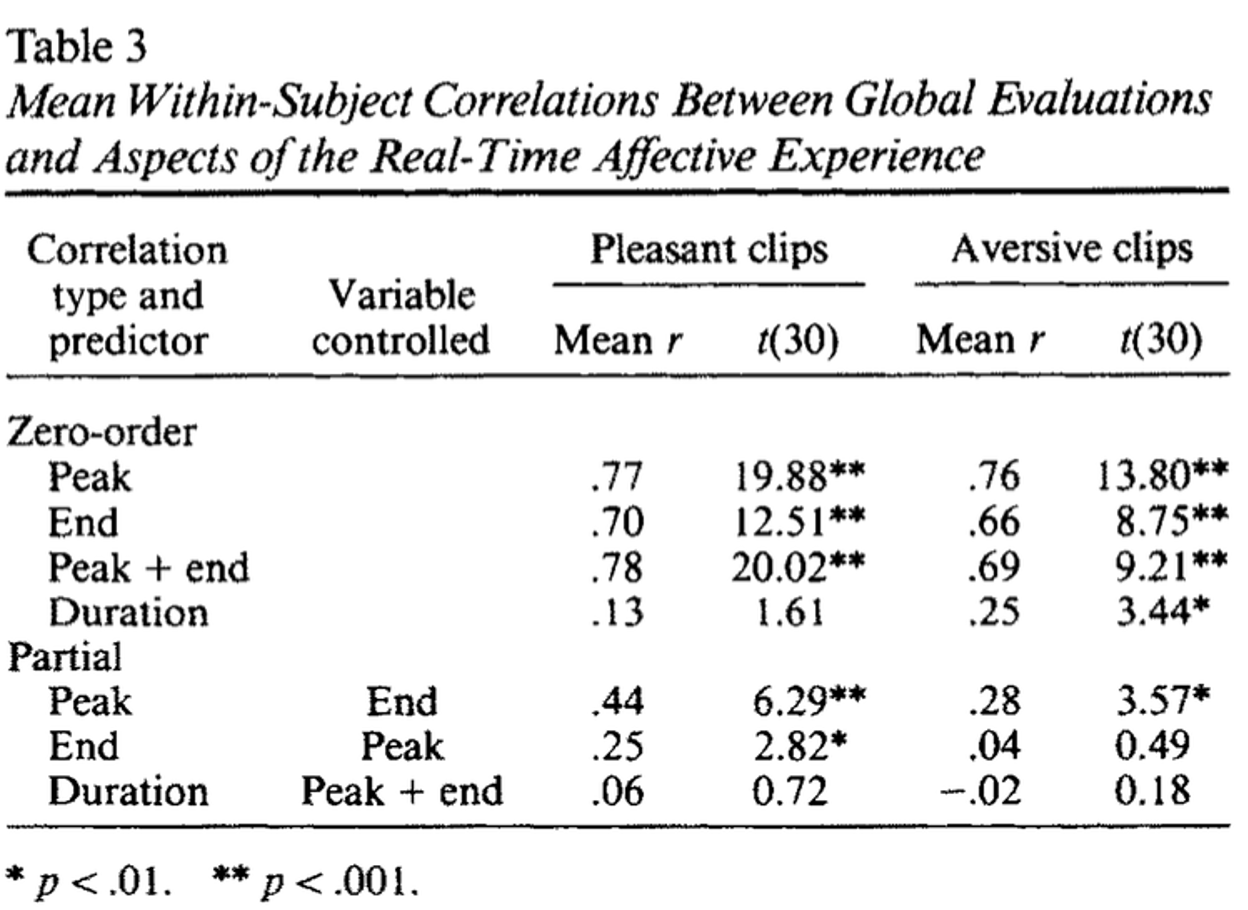 Table 3
Mean Within-Subject Correlations Between Global Evaluations
and Aspects of the Real-Time Affective Experience
Correlation type and predictor Variable controlled Pleasant clips Aversive clips
Mean r t(30) Mean r t(30)
Zero-order
Peak .77 19.88** .76 13.80**
End .70 12.51** .66 8.75**
Peak + end .78 20.02** .69 9.21**
Duration .13 1.61 .25 3.44*
Partial
Peak End .44 6.29** .28 3.57*
End Peak .25 2.82* .04 0.49
Duration Peak + end .06 0.72 −.02 0.18
* p < .01. ** p < .001.